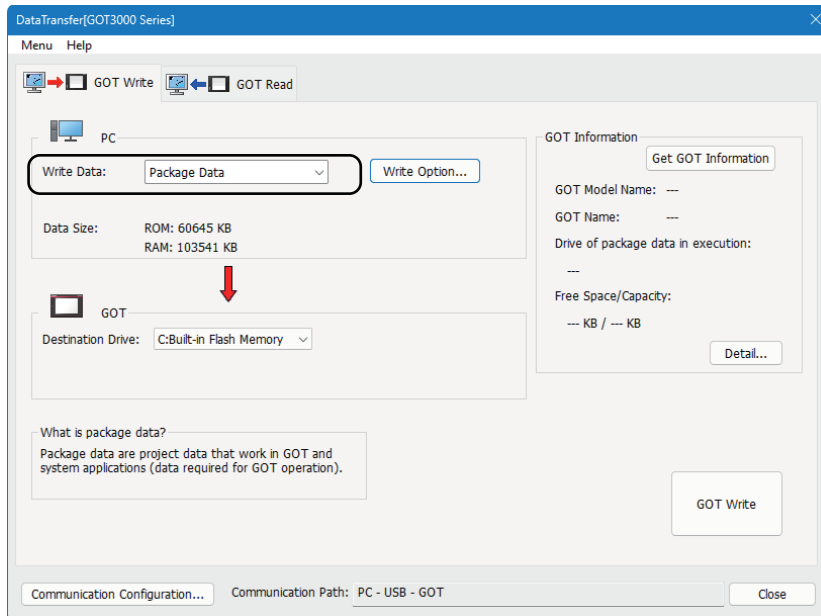 DataTransfer[GOT3000 Series]
Menu Help
GOT Write
GOT Read
PC
Write Data:
Package Data
Write Option...
Data Size:
ROM: 60645 KB
RAM: 103541 KB
GOT
Destination Drive:
C:Built-in Flash Memory
What is package data?
Package data are project data that work in GOT and
system applications (data required for GOT operation).
GOT Information
Get GOT Information
GOT Model Name: ---
GOT Name: ---
Drive of package data in execution:
---
Free Space/Capacity:
--- KB / --- KB
Detail...
GOT Write
Communication Configuration...
Communication Path: PC - USB - GOT
Close